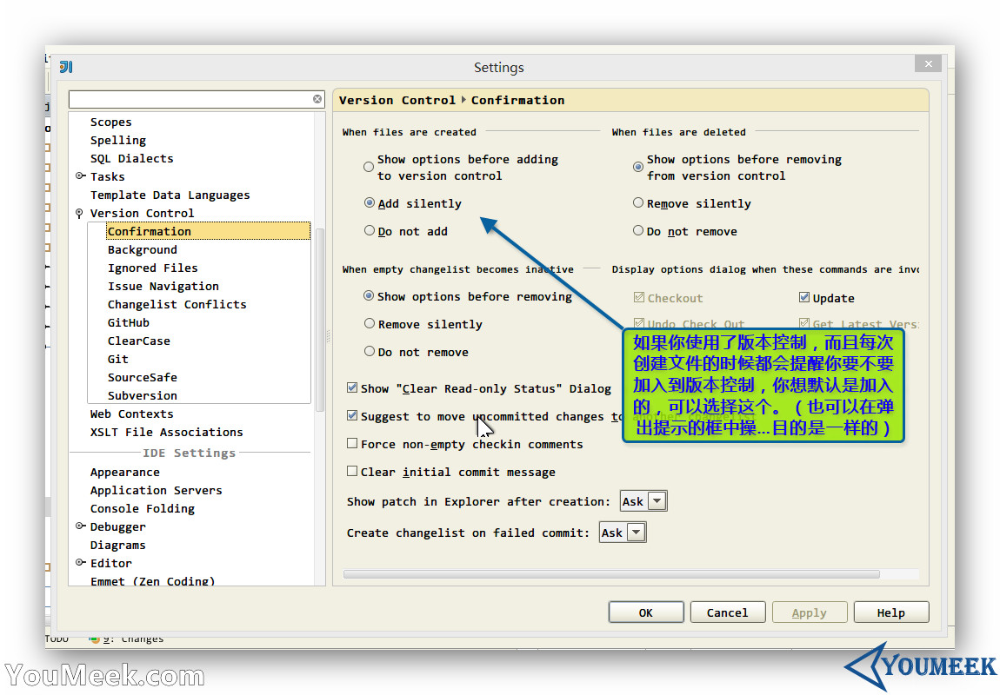 Settings
Version Control Confirmation
Scopes
Spelling
SQL Dialects
Tasks
Template Data Languages
Version Control
Confirmation
Background
Ignored Files
Issue Navigation
Changelist Conflicts
GitHub
ClearCase
Git
SourceSafe
Subversion
Web Contexts
XSLT File Associations
IDE Settings
Appearance
Application Servers
Console Folding
Debugger
Diagrams
Editor
Emmet (Zen Coding)
When files are created
Show options before adding
to version control
Add silently
Do not add
When files are deleted
Show options before removing
from version control
Remove silently
Do not remove
When empty changelist becomes inactive
Show options before removing
Remove silently
Do not remove
Display options dialog when these commands are invo
Checkout
Update
Undo Check Out
Get Latest Vers
如果你使用了版本控制，而且每次
创建文件的时候都会提醒你要不要
加入到版本控制，你想默认是加入
的，可以选择这个。（也可以在弹
出提示的框中操...目的是一样的）
Show "Clear Read-only Status" Dialog
Suggest to move uncommitted changes to
Force non-empty checkin comments
Clear initial commit message
Show patch in Explorer after creation: Ask
Create changelist on failed commit: Ask
OK
Cancel
Apply
Help
TODO
9: Changes
YouMeek.com
YOUMEEK